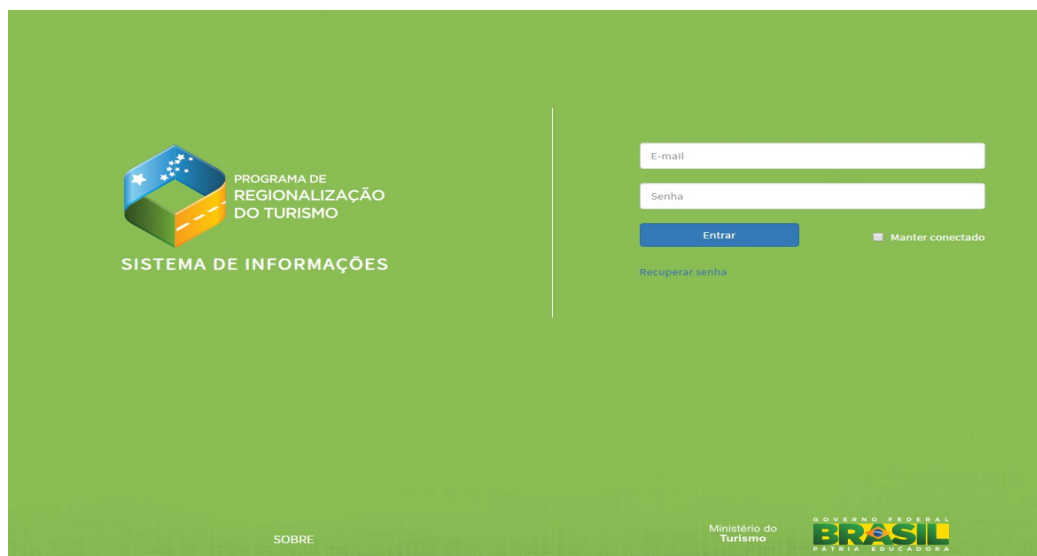 PROGRAMA DE
REGIONALIZAÇÃO
DO TURISMO
SISTEMA DE INFORMAÇÕES
E-mail
Senha
Entrar
Manter conectado
Recuperar senha
SOBRE
Ministério do
Turismo
GOVERNO FEDERAL
BRASIL
PÁTRIA EDUCADORA